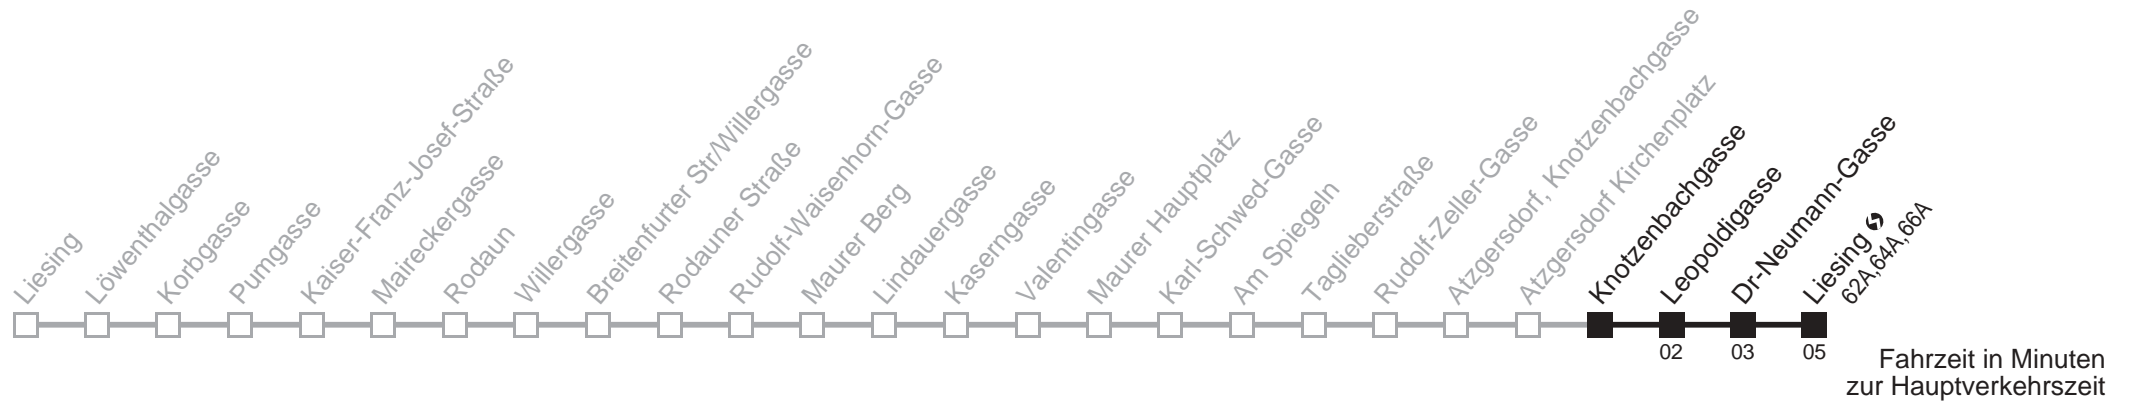 Liesing
Löwenthalgasse
Korbgasse
Pumgasse
Kaiser-Franz-Josef-Straße
Maireckergasse
Rodaun
Willergasse
Breitenfurter Str/Willergasse
Rodauner Straße
Rudolf-Waisenhorn-Gasse
Maurer Berg
Lindauergasse
Kaserngasse
Valentingasse
Maurer Hauptplatz
Karl-Schwed-Gasse
Am Spiegeln
Taglieberstraße
Rudolf-Zeller-Gasse
Atzgersdorf, Knotzenbachgasse
Atzgersdorf Kirchenplatz
Knotzenbachgasse
Leopoldigasse
Dr-Neumann-Gasse
Liesing
62A,64A,66A
02
03
05
Fahrzeit in Minuten
zur Hauptverkehrszeit